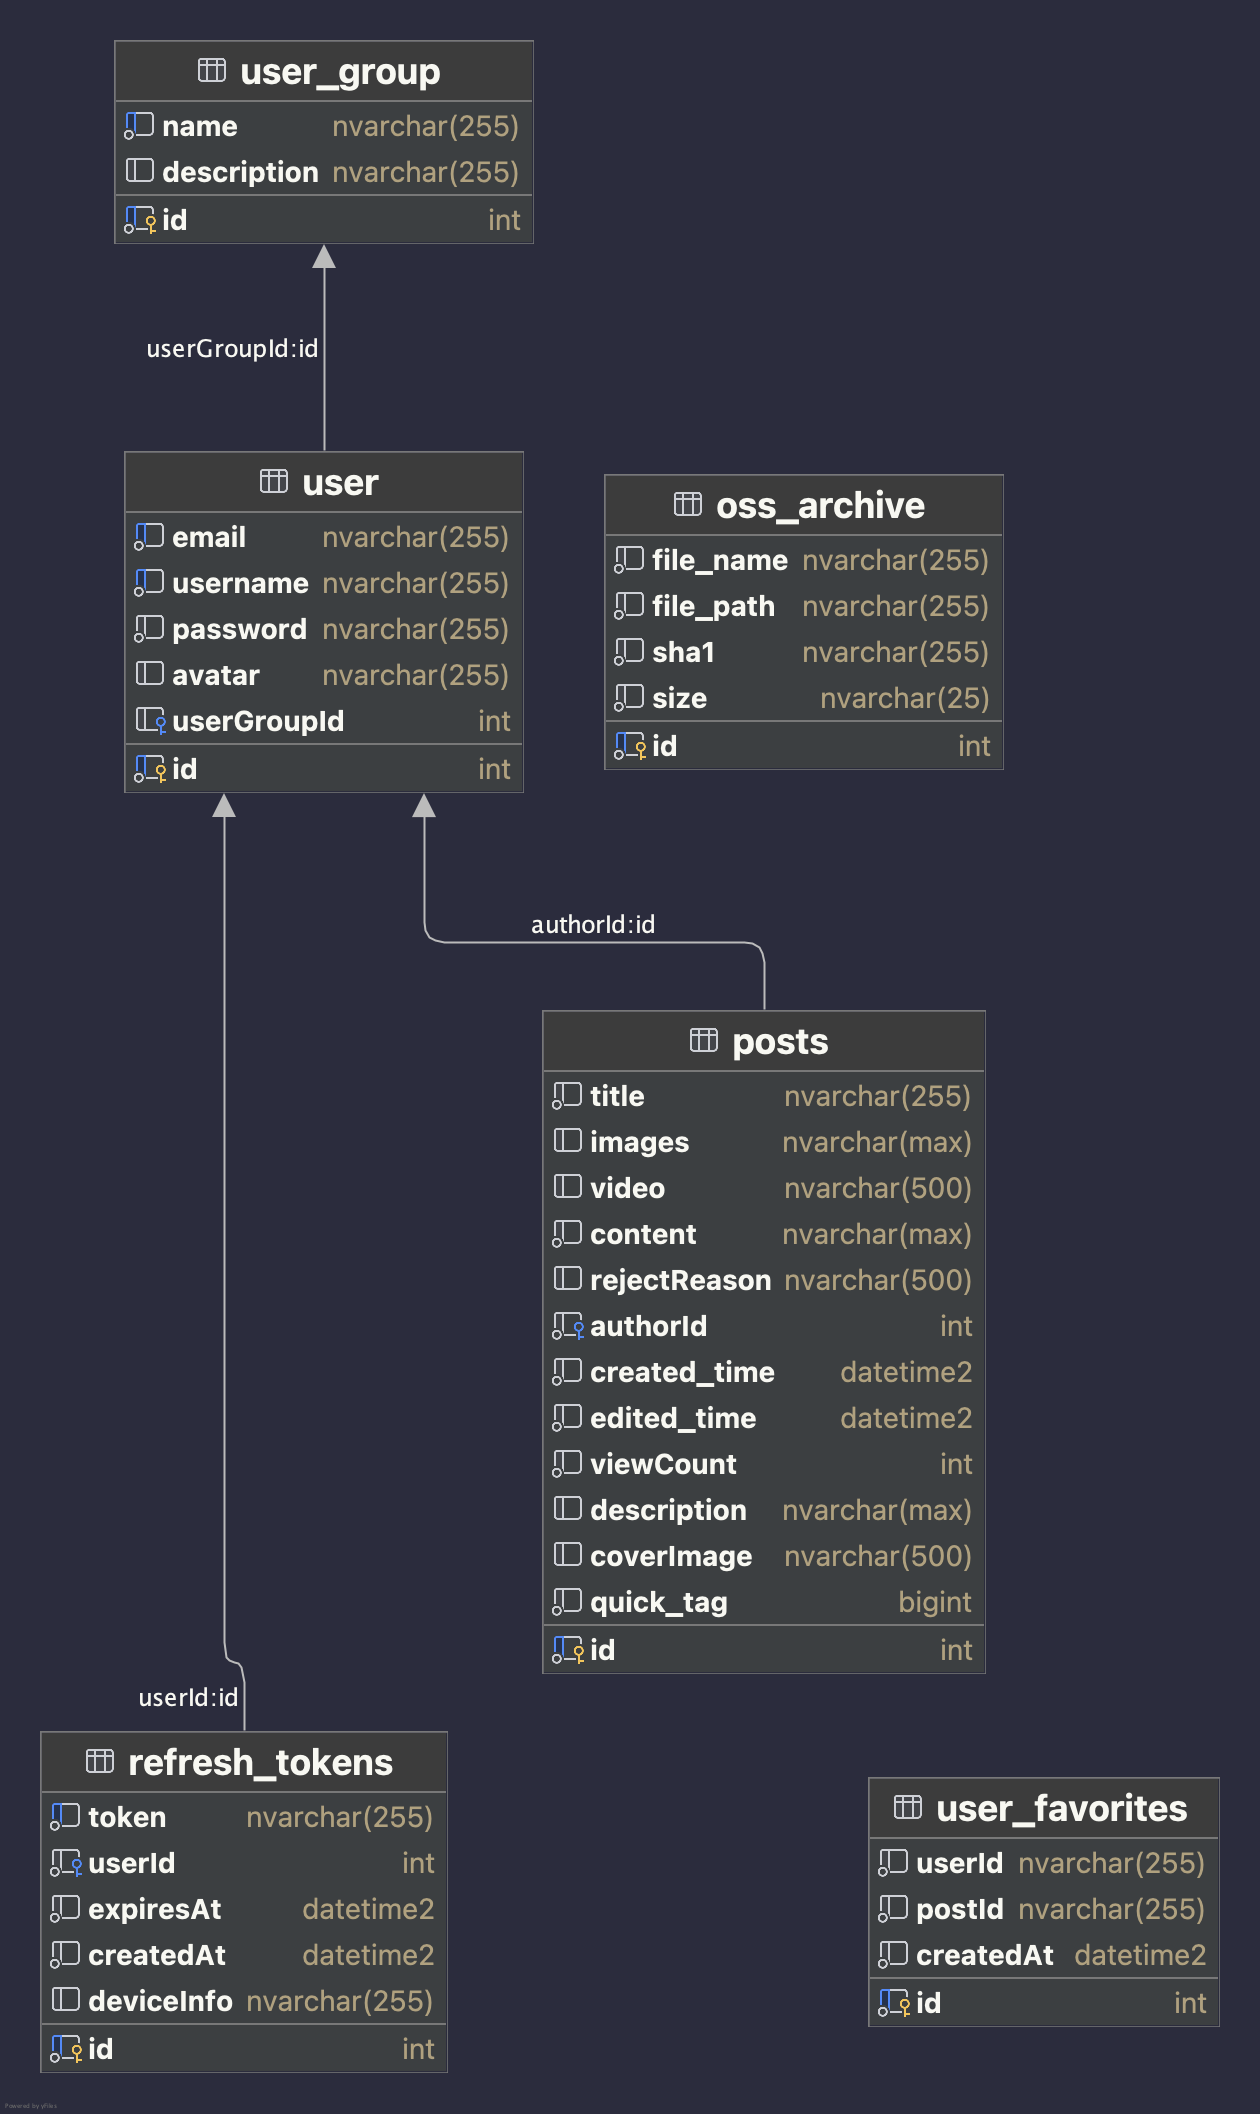 user_group
name nvarchar(255)
description nvarchar(255)
id int
userGroupId:id
user
email nvarchar(255)
username nvarchar(255)
password nvarchar(255)
avatar nvarchar(255)
userGroupId int
id int
oss_archive
file_name nvarchar(255)
file_path nvarchar(255)
sha1 nvarchar(255)
size nvarchar(25)
id int
authorId:id
posts
title nvarchar(255)
images nvarchar(max)
video nvarchar(500)
content nvarchar(max)
rejectReason nvarchar(500)
authorId int
created_time datetime2
edited_time datetime2
viewCount int
description nvarchar(max)
coverImage nvarchar(500)
quick_tag bigint
id int
userId:id
refresh_tokens
token nvarchar(255)
userId int
expiresAt datetime2
createdAt datetime2
deviceInfo nvarchar(255)
id int
user_favorites
userId nvarchar(255)
postId nvarchar(255)
createdAt datetime2
id int
Powered by yFiles